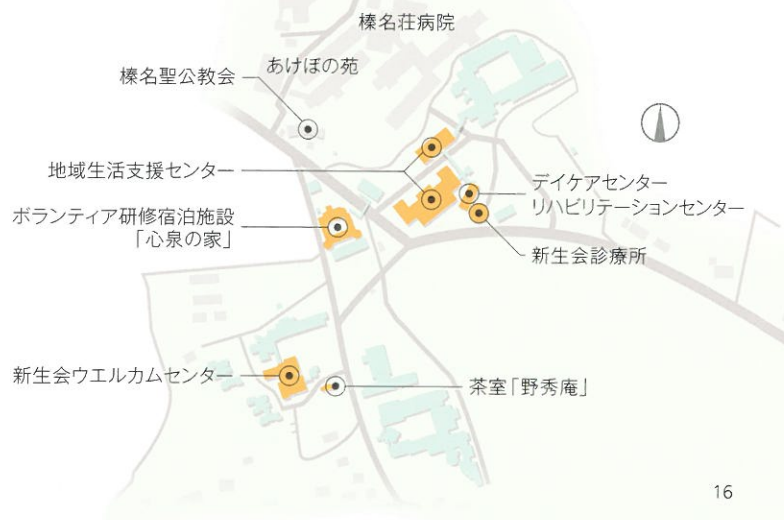 榛名荘病院
あけぼの苑
榛名聖公教会
地域生活支援センター
デイケアセンター
リハビリテーションセンター
ボランティア研修宿泊施設
「心泉の家」
新生会診療所
新生会ウエルカムセンター
茶室「野秀庵」
16